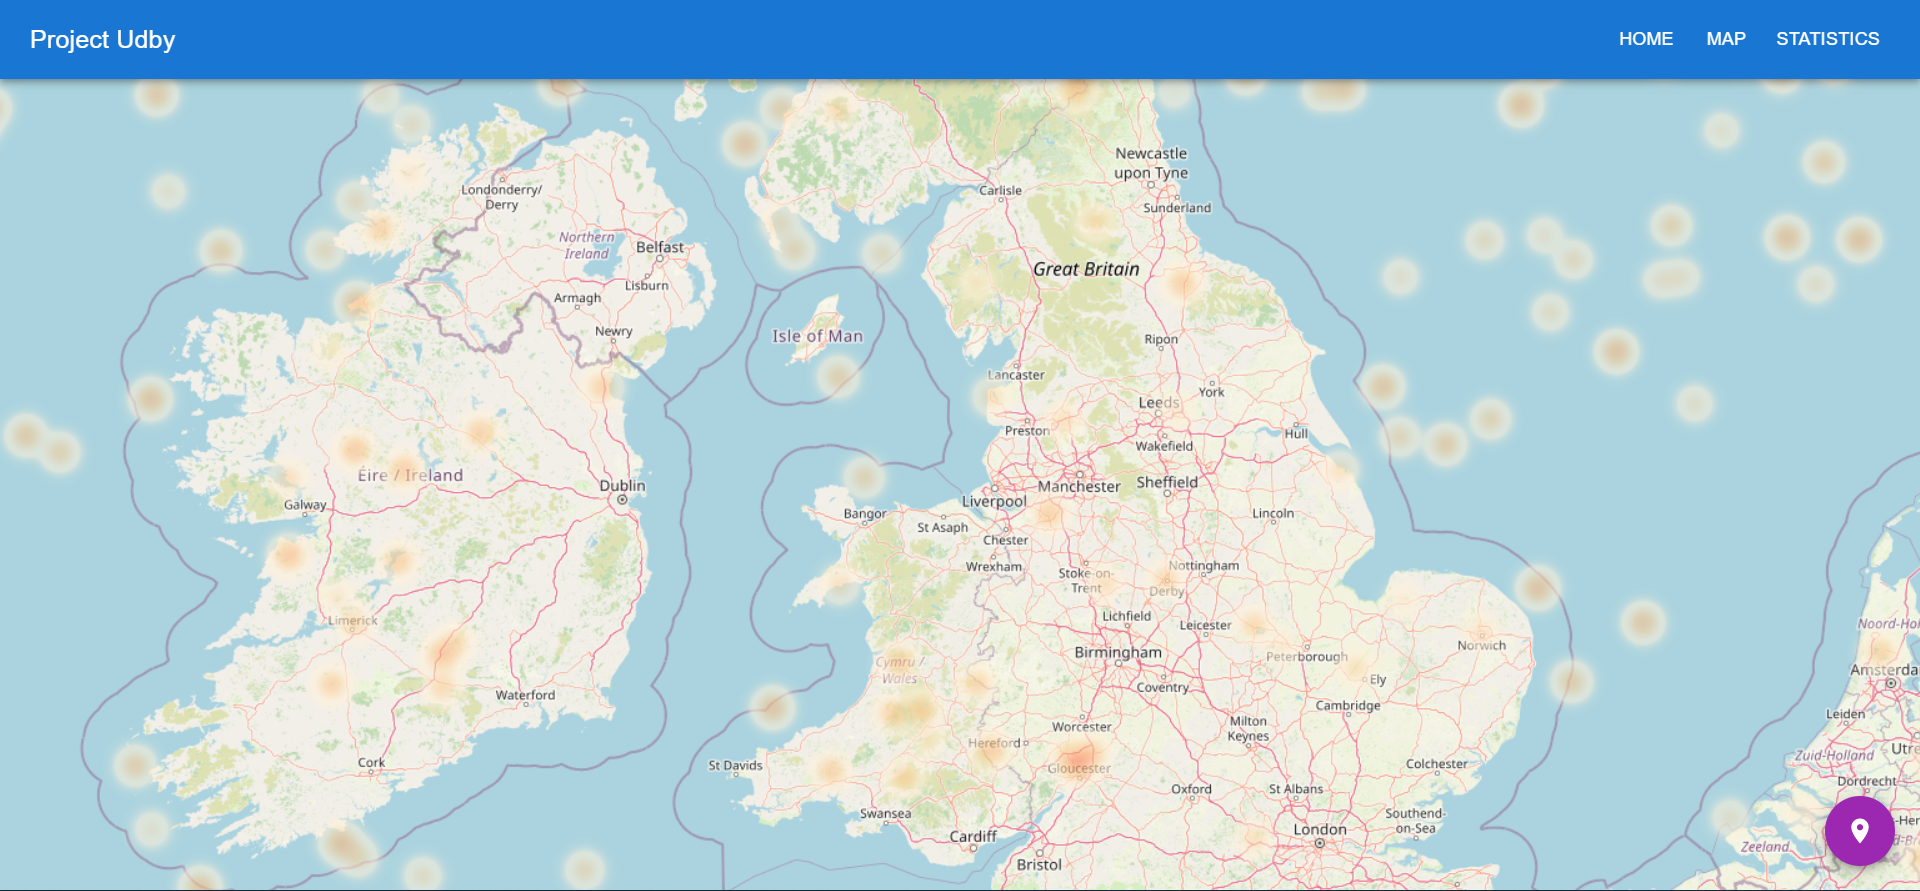 Project Udby
HOME
MAP
STATISTICS
Newcastle
upon Tyne
Carlisle
Sunderland
Londonderry/
Derry
Northern
Ireland
Belfast
Lisburn
Armagh
Newry
Great Britain
Isle of Man
Ripon
Lancaster
York
Leeds
Preston
Hull
Wakefield
Éire / Ireland
Galway
Dublin
Manchester
Sheffield
Liverpool
Bangor
St Asaph
Lincoln
Chester
Wrexham
Stoke-on-
Trent
Nottingham
Derby
Lichfield
Leicester
Limerick
Birmingham
Peterborough
Norwich
Noord-Hol
Cymru /
Wales
Coventry
Ely
Amsterda
Waterford
Cambridge
Leiden
Worcester
Milton
Keynes
Hereford
Utre
Zuid-Holland
Cork
St Davids
Gloucester
Colchester
Dordrecht
Oxford
St Albans
Swansea
Southend-
on-Sea
-Her
London
Cardiff
Zeeland
Bristol